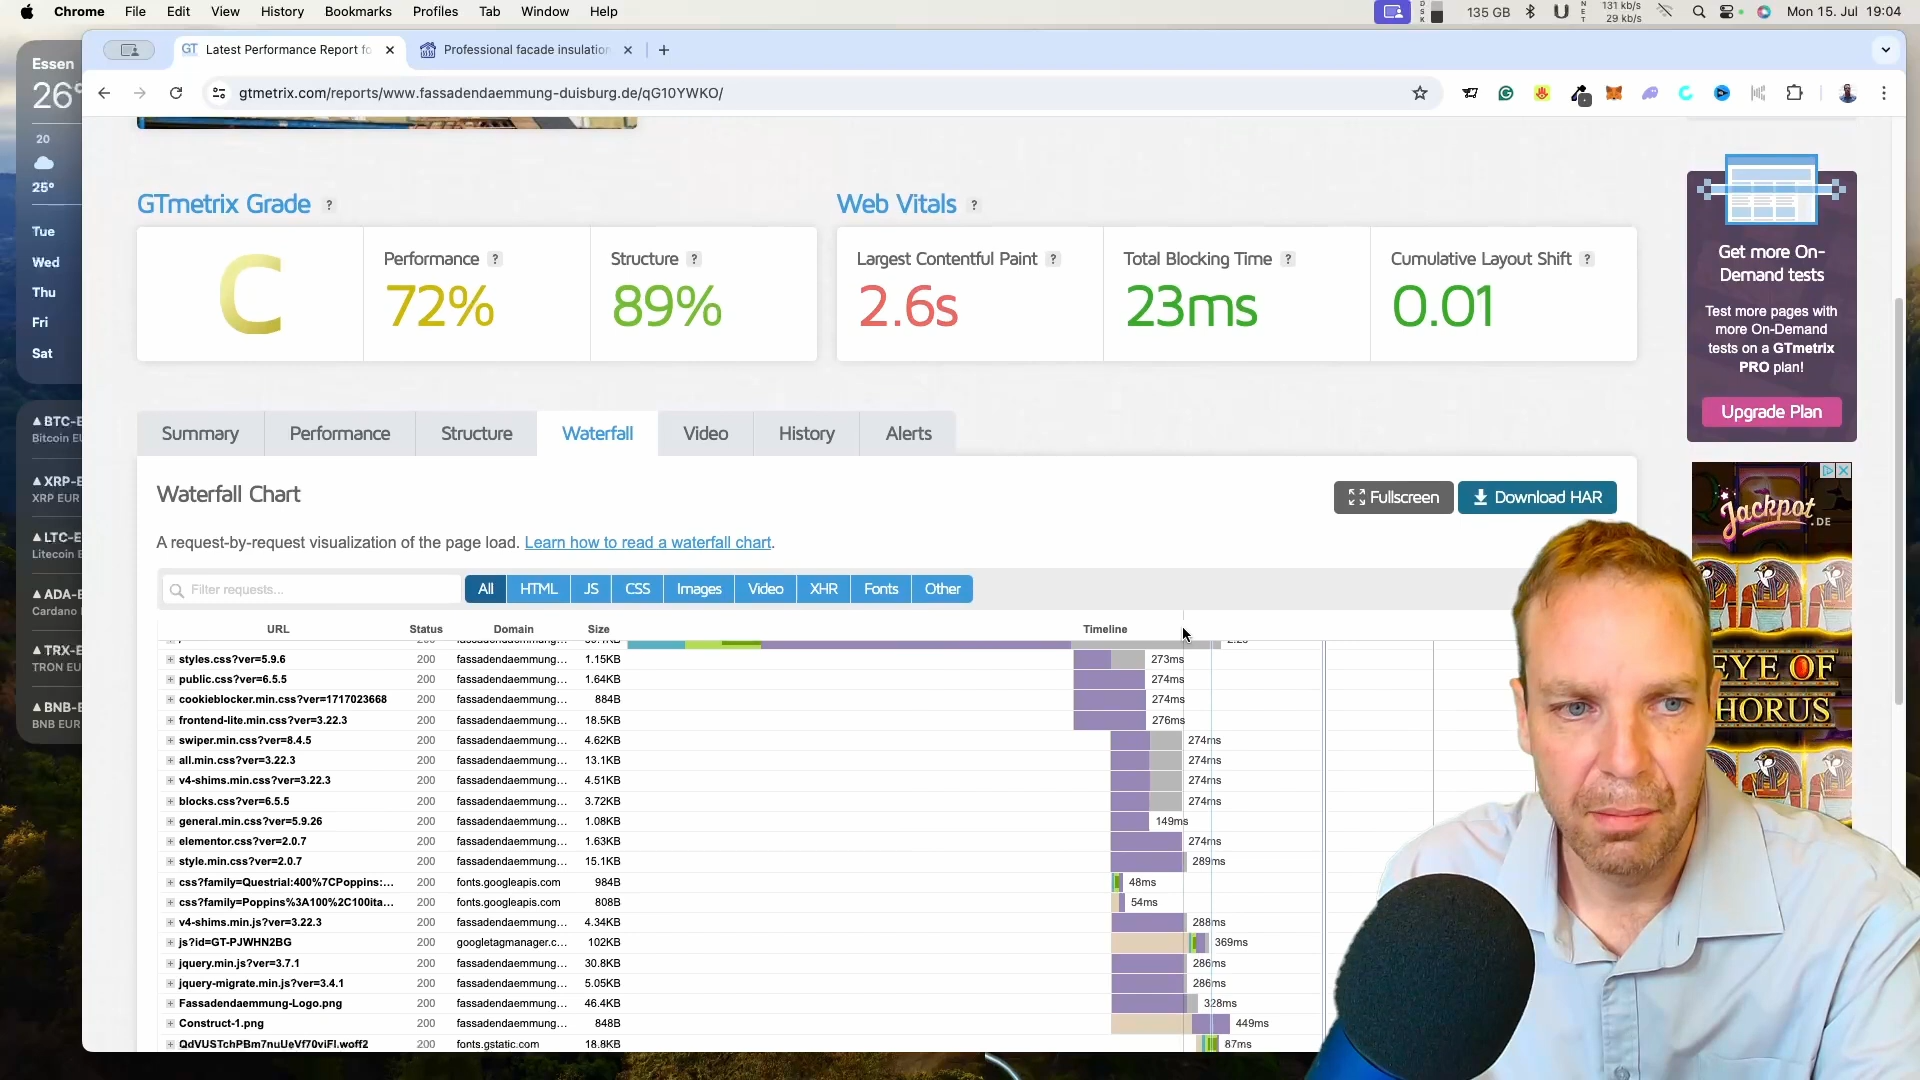 Chrome File Edit View History Bookmarks Profiles Tab Window Help
135 GB 131 kb/s 29 kb/s Mon 15. Jul 19:04
Latest Performance Report fo
Professional facade insulation
gtmetrix.com/reports/www.fassadendaemmung-duisburg.de/qG10YWKO/
Essen
26°
20
25°
Tue
Wed
Thu
Fri
Sat
BTC-E
Bitcoin EU
XRP-E
XRP EUR
LTC-E
Litecoin E
ADA-E
Cardano
TRX-E
TRON EU
BNB-E
BNB EUR
GTmetrix Grade ?
Web Vitals ?
C
Performance ?
72%
Structure ?
89%
Largest Contentful Paint ?
2.6s
Total Blocking Time ?
23ms
Cumulative Layout Shift ?
0.01
Summary Performance Structure Waterfall Video History Alerts
Waterfall Chart
Fullscreen Download HAR
A request-by-request visualization of the page load. Learn how to read a waterfall chart.
Filter requests... All HTML JS CSS Images Video XHR Fonts Other
URL Status Domain Size Timeline
styles.css?ver=5.9.6 200 fassadendaemmung... 1.15KB 273ms
public.css?ver=6.5.5 200 fassadendaemmung... 1.64KB 274ms
cookieblocker.min.css?ver=1717023668 200 fassadendaemmung... 884B 274ms
frontend-lite.min.css?ver=3.22.3 200 fassadendaemmung... 18.5KB 276ms
swiper.min.css?ver=8.4.5 200 fassadendaemmung... 4.62KB 274ms
all.min.css?ver=3.22.3 200 fassadendaemmung... 13.1KB 274ms
v4-shims.min.css?ver=3.22.3 200 fassadendaemmung... 4.51KB 274ms
blocks.css?ver=6.5.5 200 fassadendaemmung... 3.72KB 274ms
general.min.css?ver=5.9.26 200 fassadendaemmung... 1.08KB 149ms
elementor.css?ver=2.0.7 200 fassadendaemmung... 1.63KB 274ms
style.min.css?ver=2.0.7 200 fassadendaemmung... 15.1KB 289ms
css?family=Questrial:400%7CPoppins:... 200 fonts.googleapis.com 984B 48ms
css?family=Poppins%3A100%2C100ita... 200 fonts.googleapis.com 808B 54ms
v4-shims.min.js?ver=3.22.3 200 fassadendaemmung... 4.34KB 288ms
js?id=GT-PJWHN2BG 200 googletagmanager.c... 102KB 369ms
jquery.min.js?ver=3.7.1 200 fassadendaemmung... 30.8KB 286ms
jquery-migrate.min.js?ver=3.4.1 200 fassadendaemmung... 5.05KB 286ms
Fassadendaemmung-Logo.png 200 fassadendaemmung... 46.4KB 328ms
Construct-1.png 200 fassadendaemmung... 848B 449ms
QdVUSTchPBm7nuUeVf70viFl.woff2 200 fonts.gstatic.com 18.8KB 87ms
Get more On-
Demand tests
Test more pages with
more On-Demand
tests on a GTmetrix
PRO plan!
Upgrade Plan
Jackpot.DE
EYE OF
HORUS